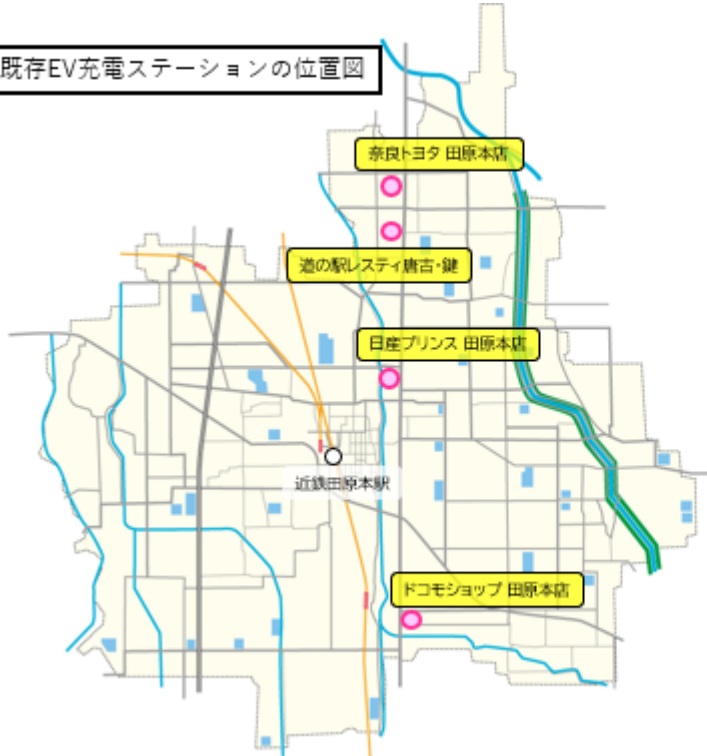 既存EV充電ステーションの位置図
奈良トヨタ 田原本店
道の駅レスティ唐古・鍵
日産プリンス 田原本店
近鉄田原本駅
ドコモショップ 田原本店